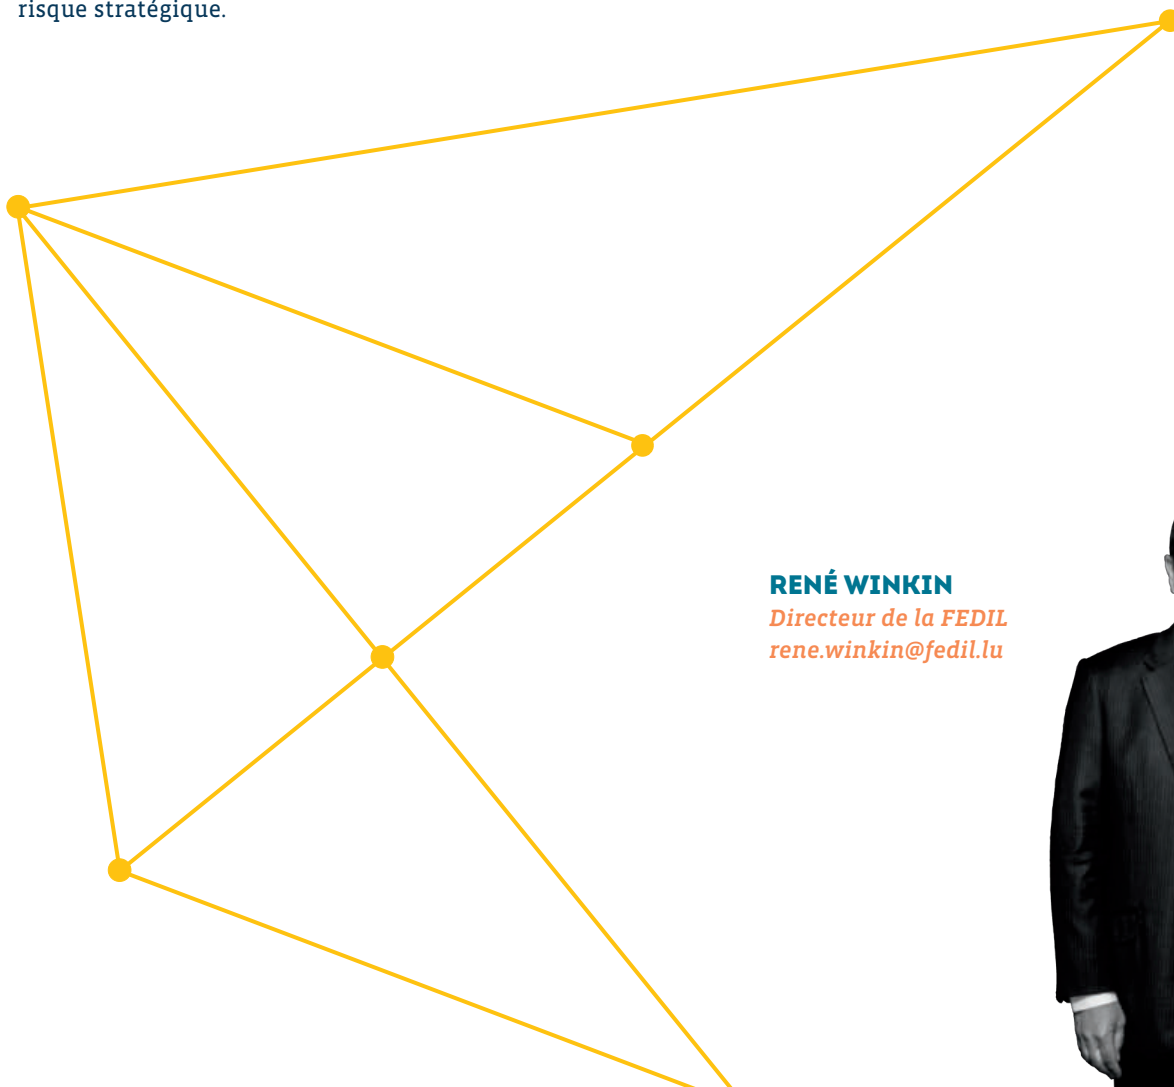 risque stratégique.
RENÉ WINKIN
Directeur de la FEDIL
rene.winkin@fedil.lu